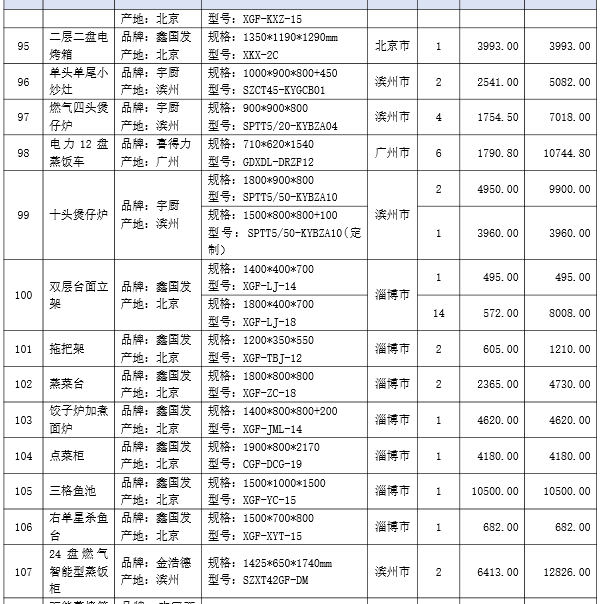 产地：北京 型号：XGF-KXZ-15
95 二层二盘电烤箱 品牌：鑫国发 产地：北京 规格：1350*1190*1290mm 型号：XKX-2C 北京市 1 3993.00 3993.00
96 单头单尾小炒灶 品牌：宇厨 产地：滨州 规格：1000*900*800+450 型号：SZCT45-KYGCB01 滨州市 2 2541.00 5082.00
97 燃气四头煲仔炉 品牌：宇厨 产地：滨州 规格：900*900*800 型号：SPTT5/20-KYBZA04 滨州市 4 1754.50 7018.00
98 电力12盘蒸饭车 品牌：喜得力 产地：广州 规格：710*620*1540 型号：GDXDL-DRZF12 广州市 6 1790.80 10744.80
99 十头煲仔炉 品牌：宇厨 产地：滨州 规格：1800*900*800 型号：SPTT5/50-KYBZA10 滨州市 2 4950.00 9900.00
规格：1500*800*800+100 型号：SPTT5/50-KYBZA10(定制) 1 3960.00 3960.00
100 双层台面立架 品牌：鑫国发 产地：北京 规格：1400*400*700 型号：XGF-LJ-14 淄博市 1 495.00 495.00
规格：1800*400*700 型号：XGF-LJ-18 14 572.00 8008.00
101 拖把架 品牌：鑫国发 产地：北京 规格：1200*350*550 型号：XGF-TBJ-12 淄博市 2 605.00 1210.00
102 蒸菜台 品牌：鑫国发 产地：北京 规格：1800*800*800 型号：XGF-ZC-18 淄博市 2 2365.00 4730.00
103 饺子炉加煮面炉 品牌：鑫国发 产地：北京 规格：1400*800*800+200 型号：XGF-JML-14 淄博市 1 4620.00 4620.00
104 点菜柜 品牌：鑫国发 产地：北京 规格：1900*800*2170 型号：CGF-DCG-19 淄博市 1 4180.00 4180.00
105 三格鱼池 品牌：鑫国发 产地：北京 规格：1500*1000*1500 型号：XGF-YC-15 淄博市 1 10500.00 10500.00
106 右单星杀鱼台 品牌：鑫国发 产地：北京 规格：1500*700*800 型号：XGF-XYT-15 淄博市 1 682.00 682.00
107 24盘燃气智能型蒸饭柜 品牌：金浩德 产地：滨州 规格：1425*650*1740mm 型号：SZXT42GF-DM 滨州市 2 6413.00 12826.00